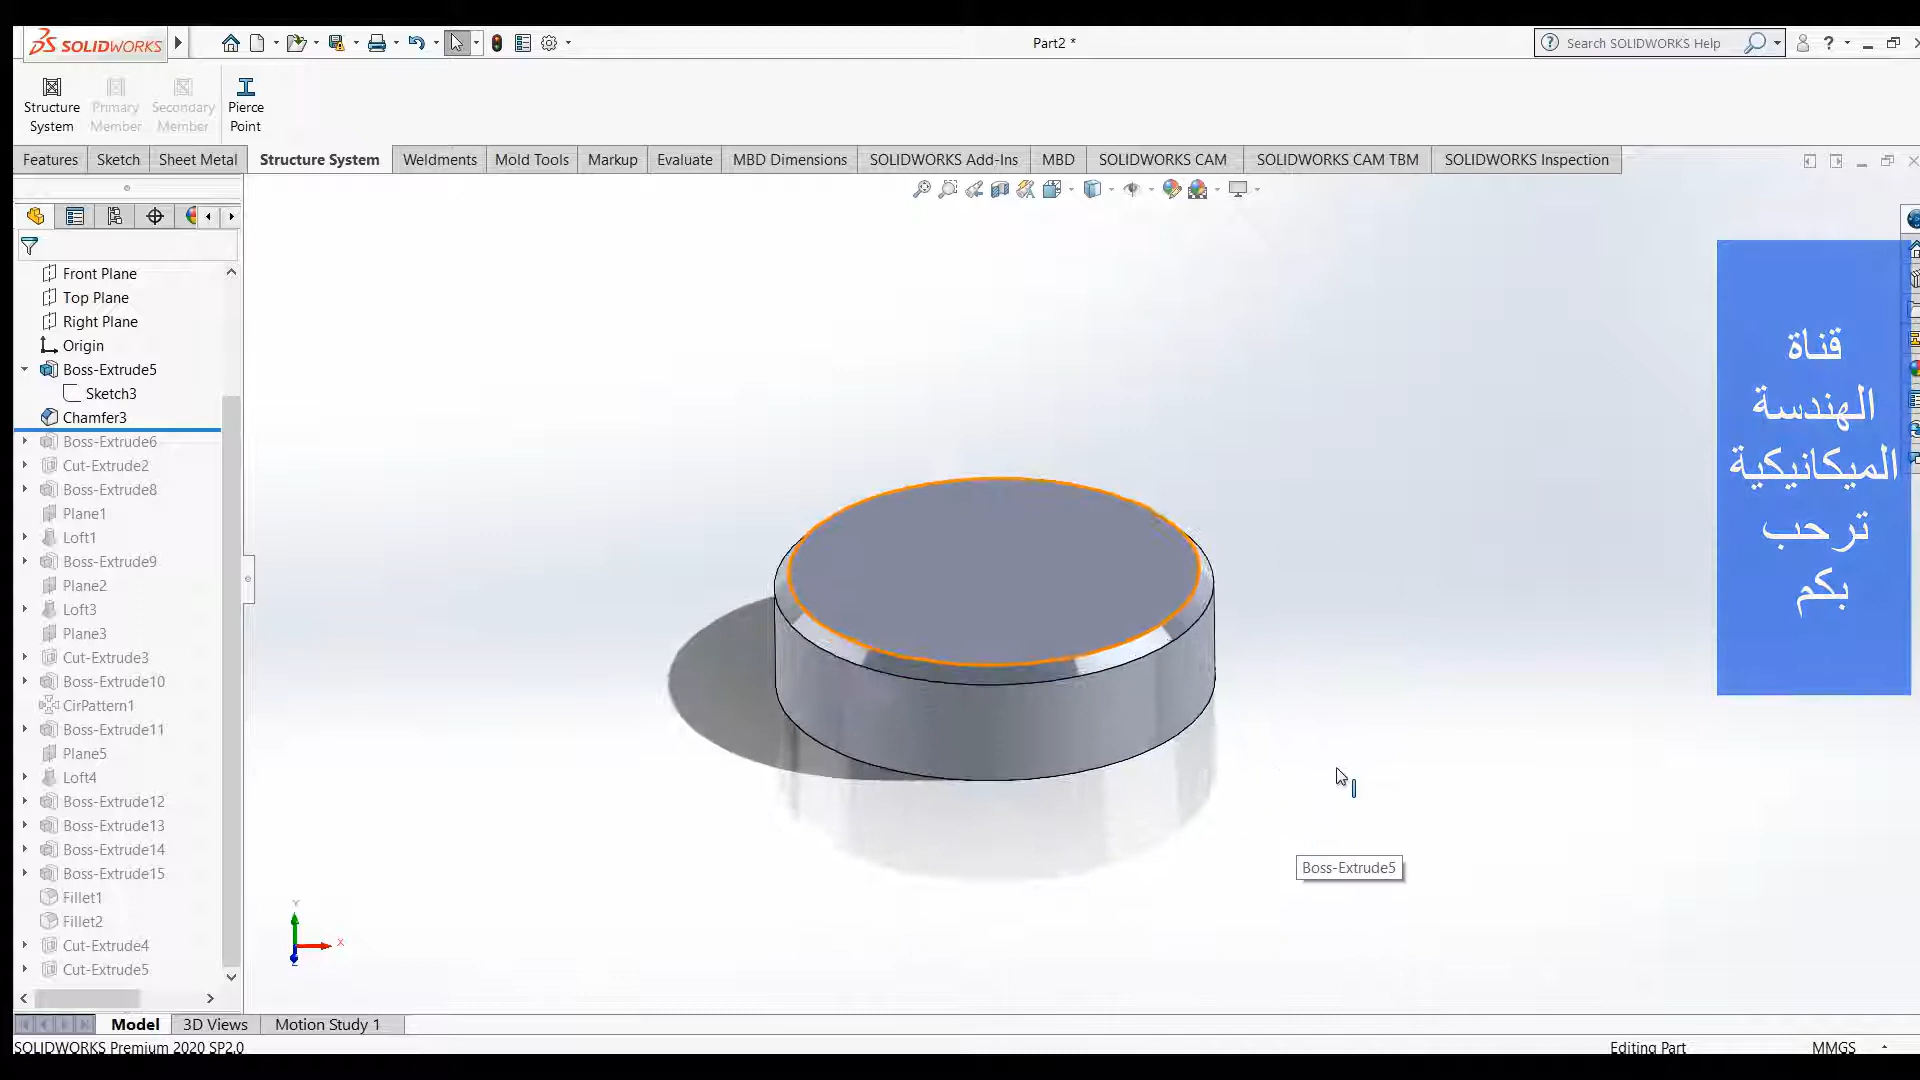 SOLIDWORKS
Part2 *
Search SOLIDWORKS Help
?
Structure System
Primary Member
Secondary Member
Pierce Point
Features
Sketch
Sheet Metal
Structure System
Weldments
Mold Tools
Markup
Evaluate
MBD Dimensions
SOLIDWORKS Add-Ins
MBD
SOLIDWORKS CAM
SOLIDWORKS CAM TBM
SOLIDWORKS Inspection
Front Plane
Top Plane
Right Plane
Origin
Boss-Extrude5
Sketch3
Chamfer3
Boss-Extrude6
Cut-Extrude2
Boss-Extrude8
Plane1
Loft1
Boss-Extrude9
Plane2
Loft3
Plane3
Cut-Extrude3
Boss-Extrude10
CirPattern1
Boss-Extrude11
Plane5
Loft4
Boss-Extrude12
Boss-Extrude13
Boss-Extrude14
Boss-Extrude15
Fillet1
Fillet2
Cut-Extrude4
Cut-Extrude5
قناة
الهندسة
الميكانيكية
ترحب
بكم
Boss-Extrude5
Y
X
Z
Model
3D Views
Motion Study 1
SOLIDWORKS Premium 2020 SP2.0
Editing Part
MMGS